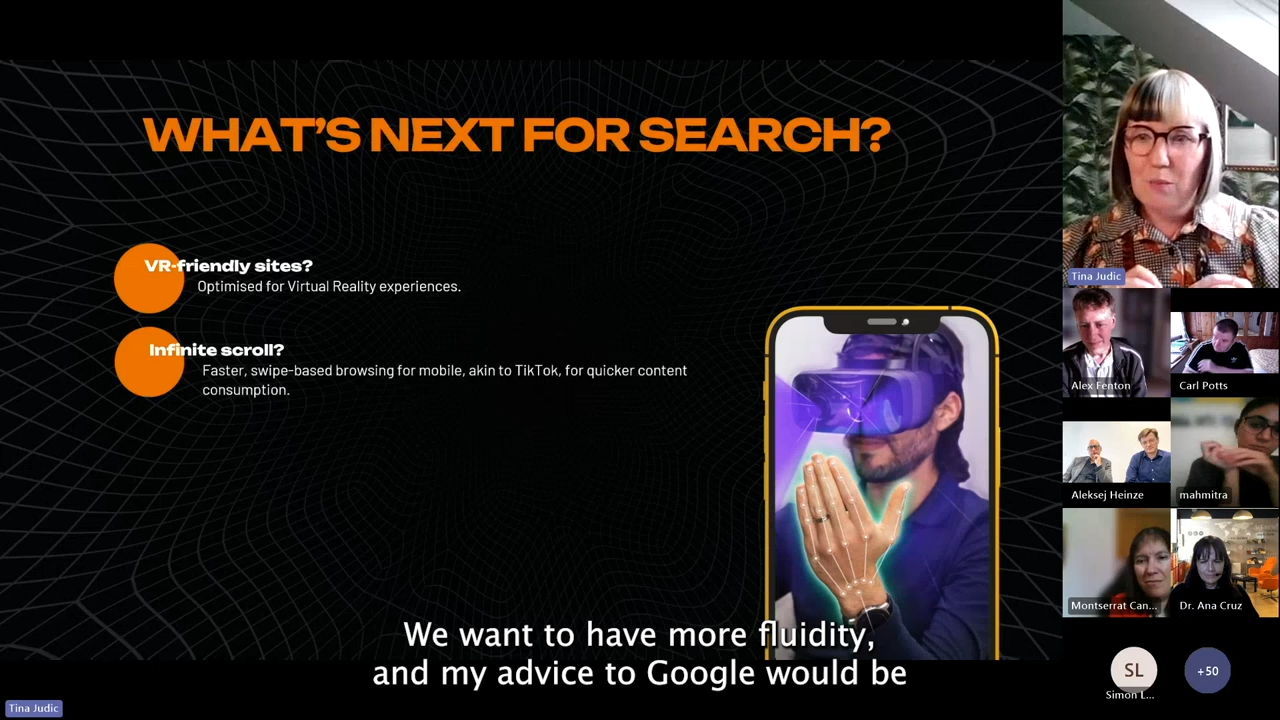 WHAT'S NEXT FOR SEARCH?
VR-friendly sites?
Optimised for Virtual Reality experiences.
Infinite scroll?
Faster, swipe-based browsing for mobile, akin to TikTok, for quicker content
consumption.
We want to have more fluidity,
and my advice to Google would be
Tina Judic
Tina Judic
Alex Fenton
Carl Potts
Aleksej Heinze
mahmitra
Montserrat Can...
Dr. Ana Cruz
SL
Simon L...
+50